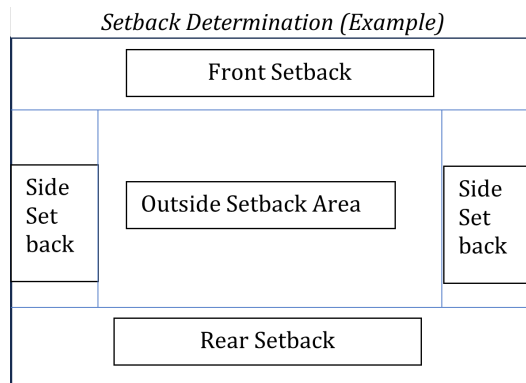 Setback Determination (Example)
Front Setback
Side
Set
back
Outside Setback Area
Side
Set
back
Rear Setback